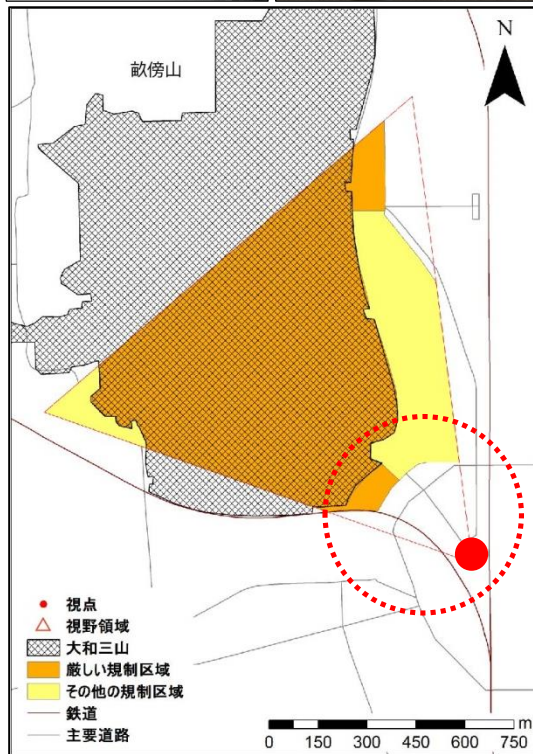 畝傍山
N
視点
視野領域
大和三山
厳しい規制区域
その他の規制区域
鉄道
主要道路
m
0 150 300 450 600 750